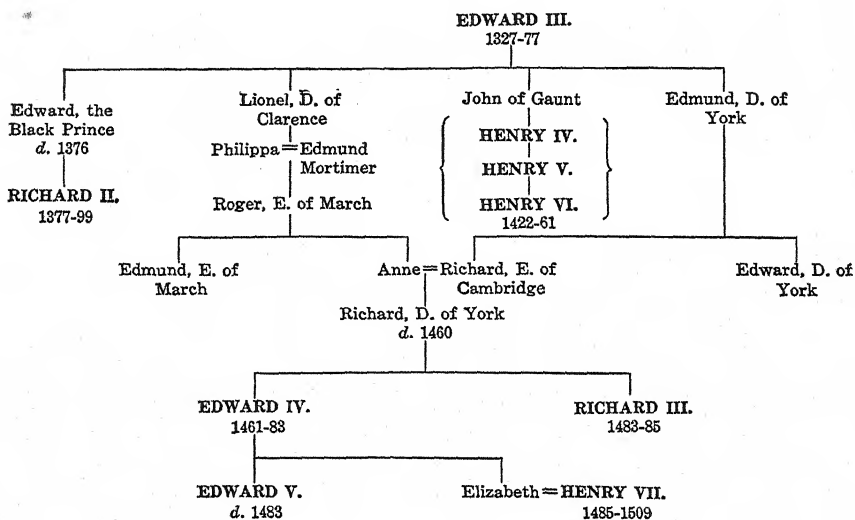 EDWARD III.
1327-77
Edward, the
Black Prince
d. 1376
RICHARD II.
1377-99
Lionel, D. of
Clarence
Philippa = Edmund
Mortimer
Roger, E. of March
John of Gaunt
HENRY IV.
HENRY V.
HENRY VI.
1422-61
Edmund, D. of
York
Edmund, E. of
March
Anne = Richard, E. of
Cambridge
Edward, D. of
York
Richard, D. of York
d. 1460
EDWARD IV.
1461-83
RICHARD III.
1483-85
EDWARD V.
d. 1483
Elizabeth = HENRY VII.
1485-1509